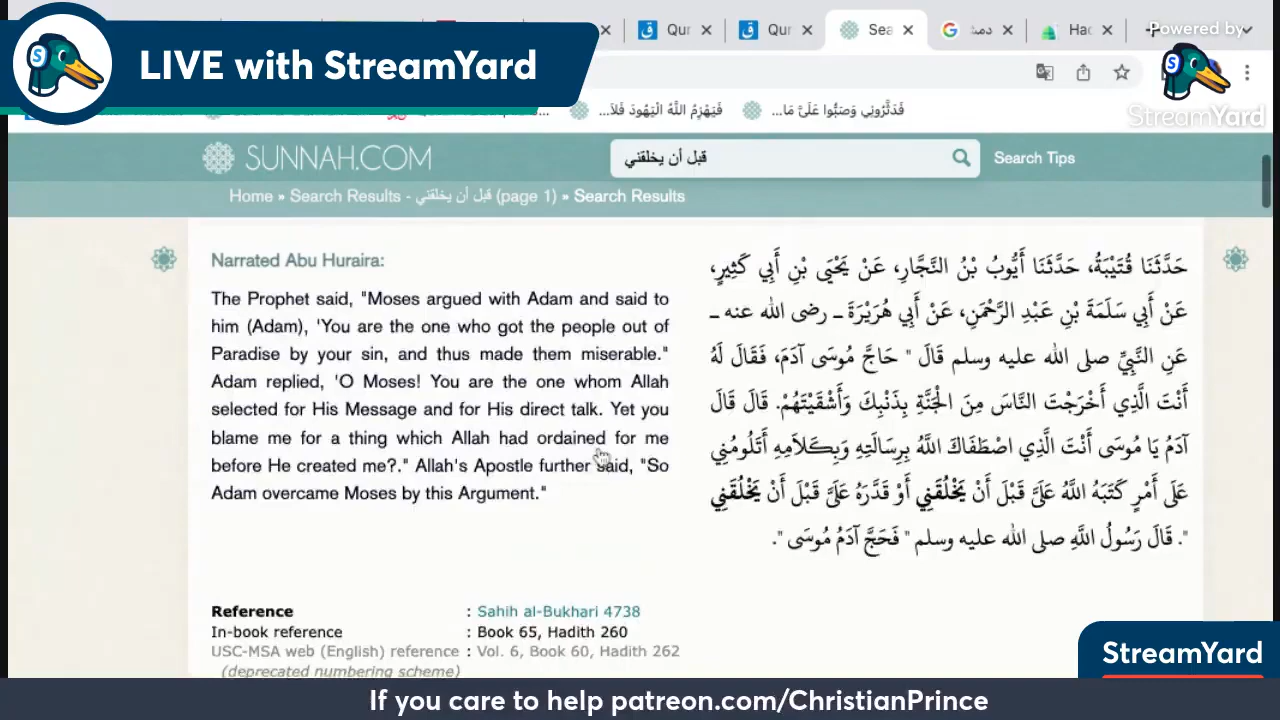 LIVE with StreamYard
Qur
Qur
Sea
دمذ
Hac
Powered by
StreamYard
...فَيَهْزِمُ اللَّهُ الْيَهُودَ فَلاَ
...فَدَثَّرُونِي وَصَبُّوا عَلَىَّ مَا
SUNNAH.COM
قبل أن يخلقني
Search Tips
Home » Search Results - قبل أن يخلقني (page 1) » Search Results
Narrated Abu Huraira:
The Prophet said, "Moses argued with Adam and said to
him (Adam), 'You are the one who got the people out of
Paradise by your sin, and thus made them miserable."
Adam replied, 'O Moses! You are the one whom Allah
selected for His Message and for His direct talk. Yet you
blame me for a thing which Allah had ordained for me
before He created me?." Allah's Apostle further said, "So
Adam overcame Moses by this Argument."
حَدَّثَنَا قُتَيْبَةُ، حَدَّثَنَا أَيُّوبُ بْنُ النَّجَّارِ، عَنْ يَحْيَى بْنِ أَبِي كَثِيرٍ،
عَنْ أَبِي سَلَمَةَ بْنِ عَبْدِ الرَّحْمَنِ، عَنْ أَبِي هُرَيْرَةَ ـ رضى الله عنه ـ
عَنِ النَّبِيِّ صلى الله عليه وسلم قَالَ " حَاجَّ مُوسَى آدَمَ، فَقَالَ لَهُ
أَنْتَ الَّذِي أَخْرَجْتَ النَّاسَ مِنَ الْجَنَّةِ بِذَنْبِكَ وَأَشْقَيْتَهُمْ. قَالَ قَالَ
آدَمُ يَا مُوسَى أَنْتَ الَّذِي اصْطَفَاكَ اللَّهُ بِرِسَالَتِهِ وَبِكَلاَمِهِ أَتَلُومُنِي
عَلَى أَمْرٍ كَتَبَهُ اللَّهُ عَلَىَّ قَبْلَ أَنْ يَخْلُقَنِي أَوْ قَدَّرَهُ عَلَىَّ قَبْلَ أَنْ يَخْلُقَنِي
". قَالَ رَسُولُ اللَّهِ صلى الله عليه وسلم " فَحَجَّ آدَمُ مُوسَى ".
Reference : Sahih al-Bukhari 4738
In-book reference : Book 65, Hadith 260
USC-MSA web (English) reference : Vol. 6, Book 60, Hadith 262
(deprecated numbering scheme)
StreamYard
If you care to help patreon.com/ChristianPrince